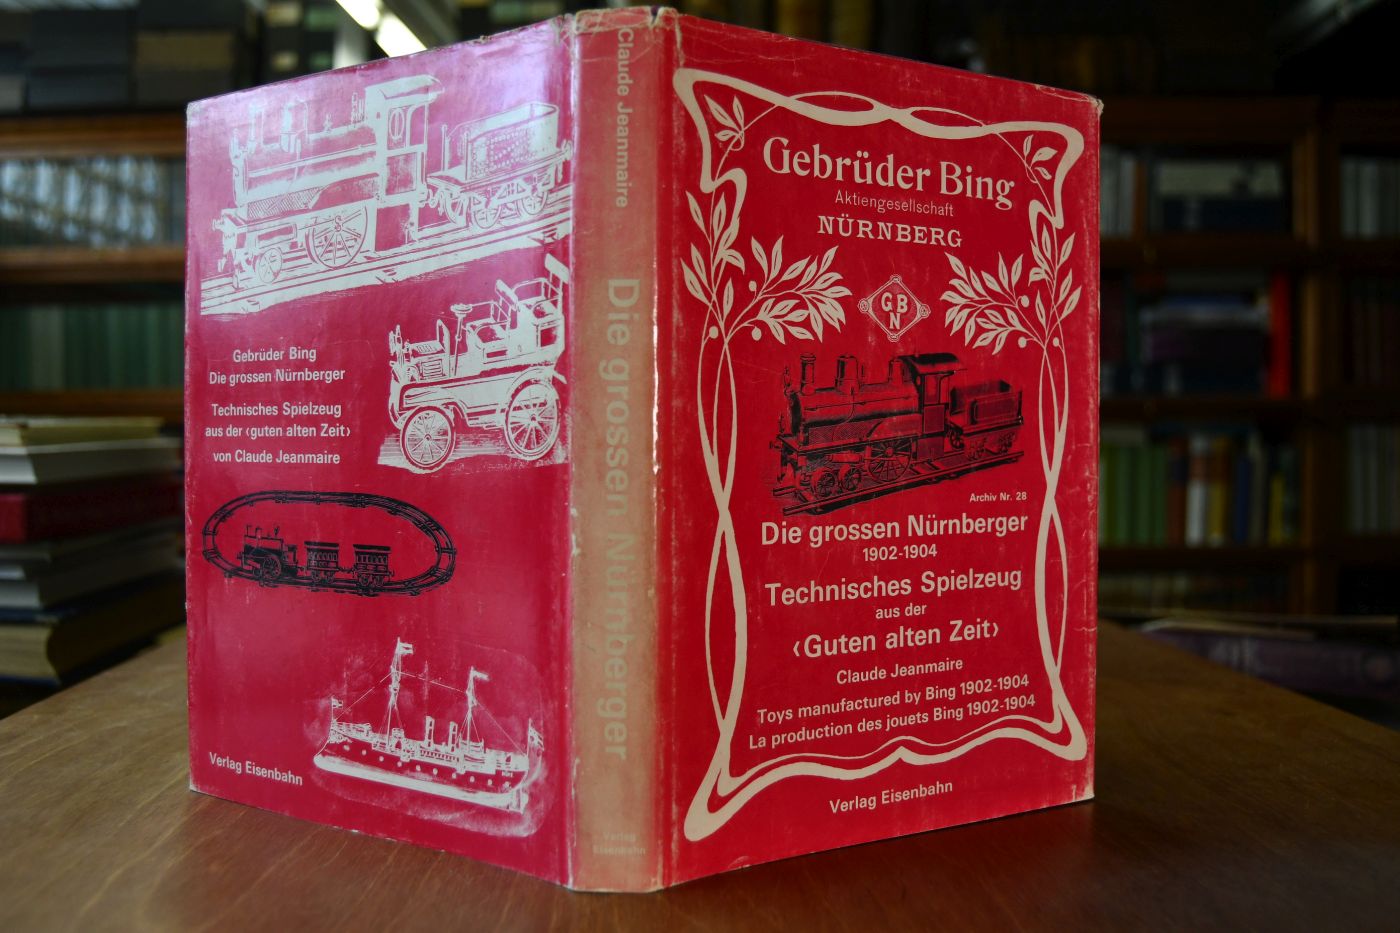 Gebrüder Bing
Die grossen Nürnberger
Technisches Spielzeug
aus der ‹guten alten Zeit›
von Claude Jeanmaire
Verlag Eisenbahn
Claude Jeanmaire
Die grossen Nürnberger
Verlag
Eisenbahn
Gebrüder Bing
Aktiengesellschaft
NÜRNBERG
G B
N
Archiv Nr. 28
Die grossen Nürnberger
1902-1904
Technisches Spielzeug
aus der
‹Guten alten Zeit›
Claude Jeanmaire
Toys manufactured by Bing 1902-1904
La production des jouets Bing 1902-1904
Verlag Eisenbahn